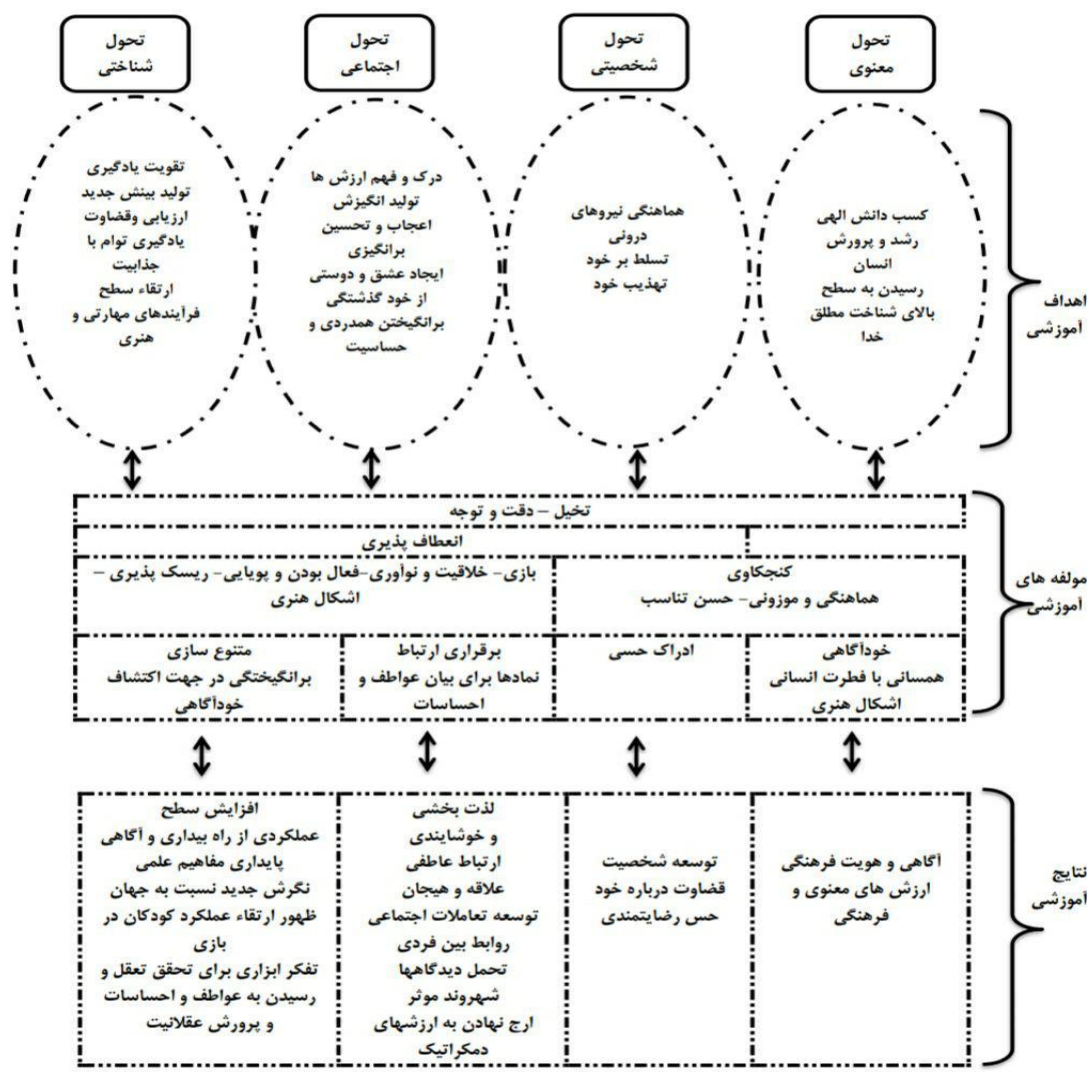 تحول
معنوی
تحول
شخصیتی
تحول
اجتماعی
تحول
شناختی
کسب دانش الهی
رشد و پرورش
انسان
رسیدن به سطح
بالای شناخت مطلق
خدا
هماهنگی نیروهای
درونی
تسلط بر خود
تهذیب خود
درک و فهم ارزش ها
تولید انگیزش
اعجاب و تحسین
برانگیزی
ایجاد عشق و دوستی
از خود گذشتگی
برانگیختن همدردی و
حساسیت
تقویت یادگیری
تولید بینش جدید
ارزیابی وقضاوت
یادگیری توام با
جذابیت
ارتقاء سطح
فرآیندهای مهارتی و
هنری
اهداف
آموزشی
تخیل – دقت و توجه
انعطاف پذیری
کنجکاوی
هماهنگی و موزونی- حسن تناسب
بازی- خلاقیت و نوآوری-فعال بودن و پویایی- ریسک پذیری –
اشکال هنری
خودآگاهی
همسانی با فطرت انسانی
اشکال هنری
ادراک حسی
برقراری ارتباط
نمادها برای بیان عواطف و
احساسات
متنوع سازی
برانگیختگی در جهت اکتشاف
خودآگاهی
مولفه های
آموزشی
آگاهی و هویت فرهنگی
ارزش های معنوی و
فرهنگی
توسعه شخصیت
قضاوت درباره خود
حس رضایتمندی
لذت بخشی
و خوشایندی
ارتباط عاطفی
علاقه و هیجان
توسعه تعاملات اجتماعی
روابط بین فردی
تحمل دیدگاهها
شهروند موثر
ارج نهادن به ارزشهای
دمکراتیک
افزایش سطح
عملکردی از راه بیداری و آگاهی
پایداری مفاهیم علمی
نگرش جدید نسبت به جهان
ظهور ارتقاء عملکرد کودکان در
بازی
تفکر ابزاری برای تحقق تعقل و
رسیدن به عواطف و احساسات
و پرورش عقلانیت
نتایج
آموزشی